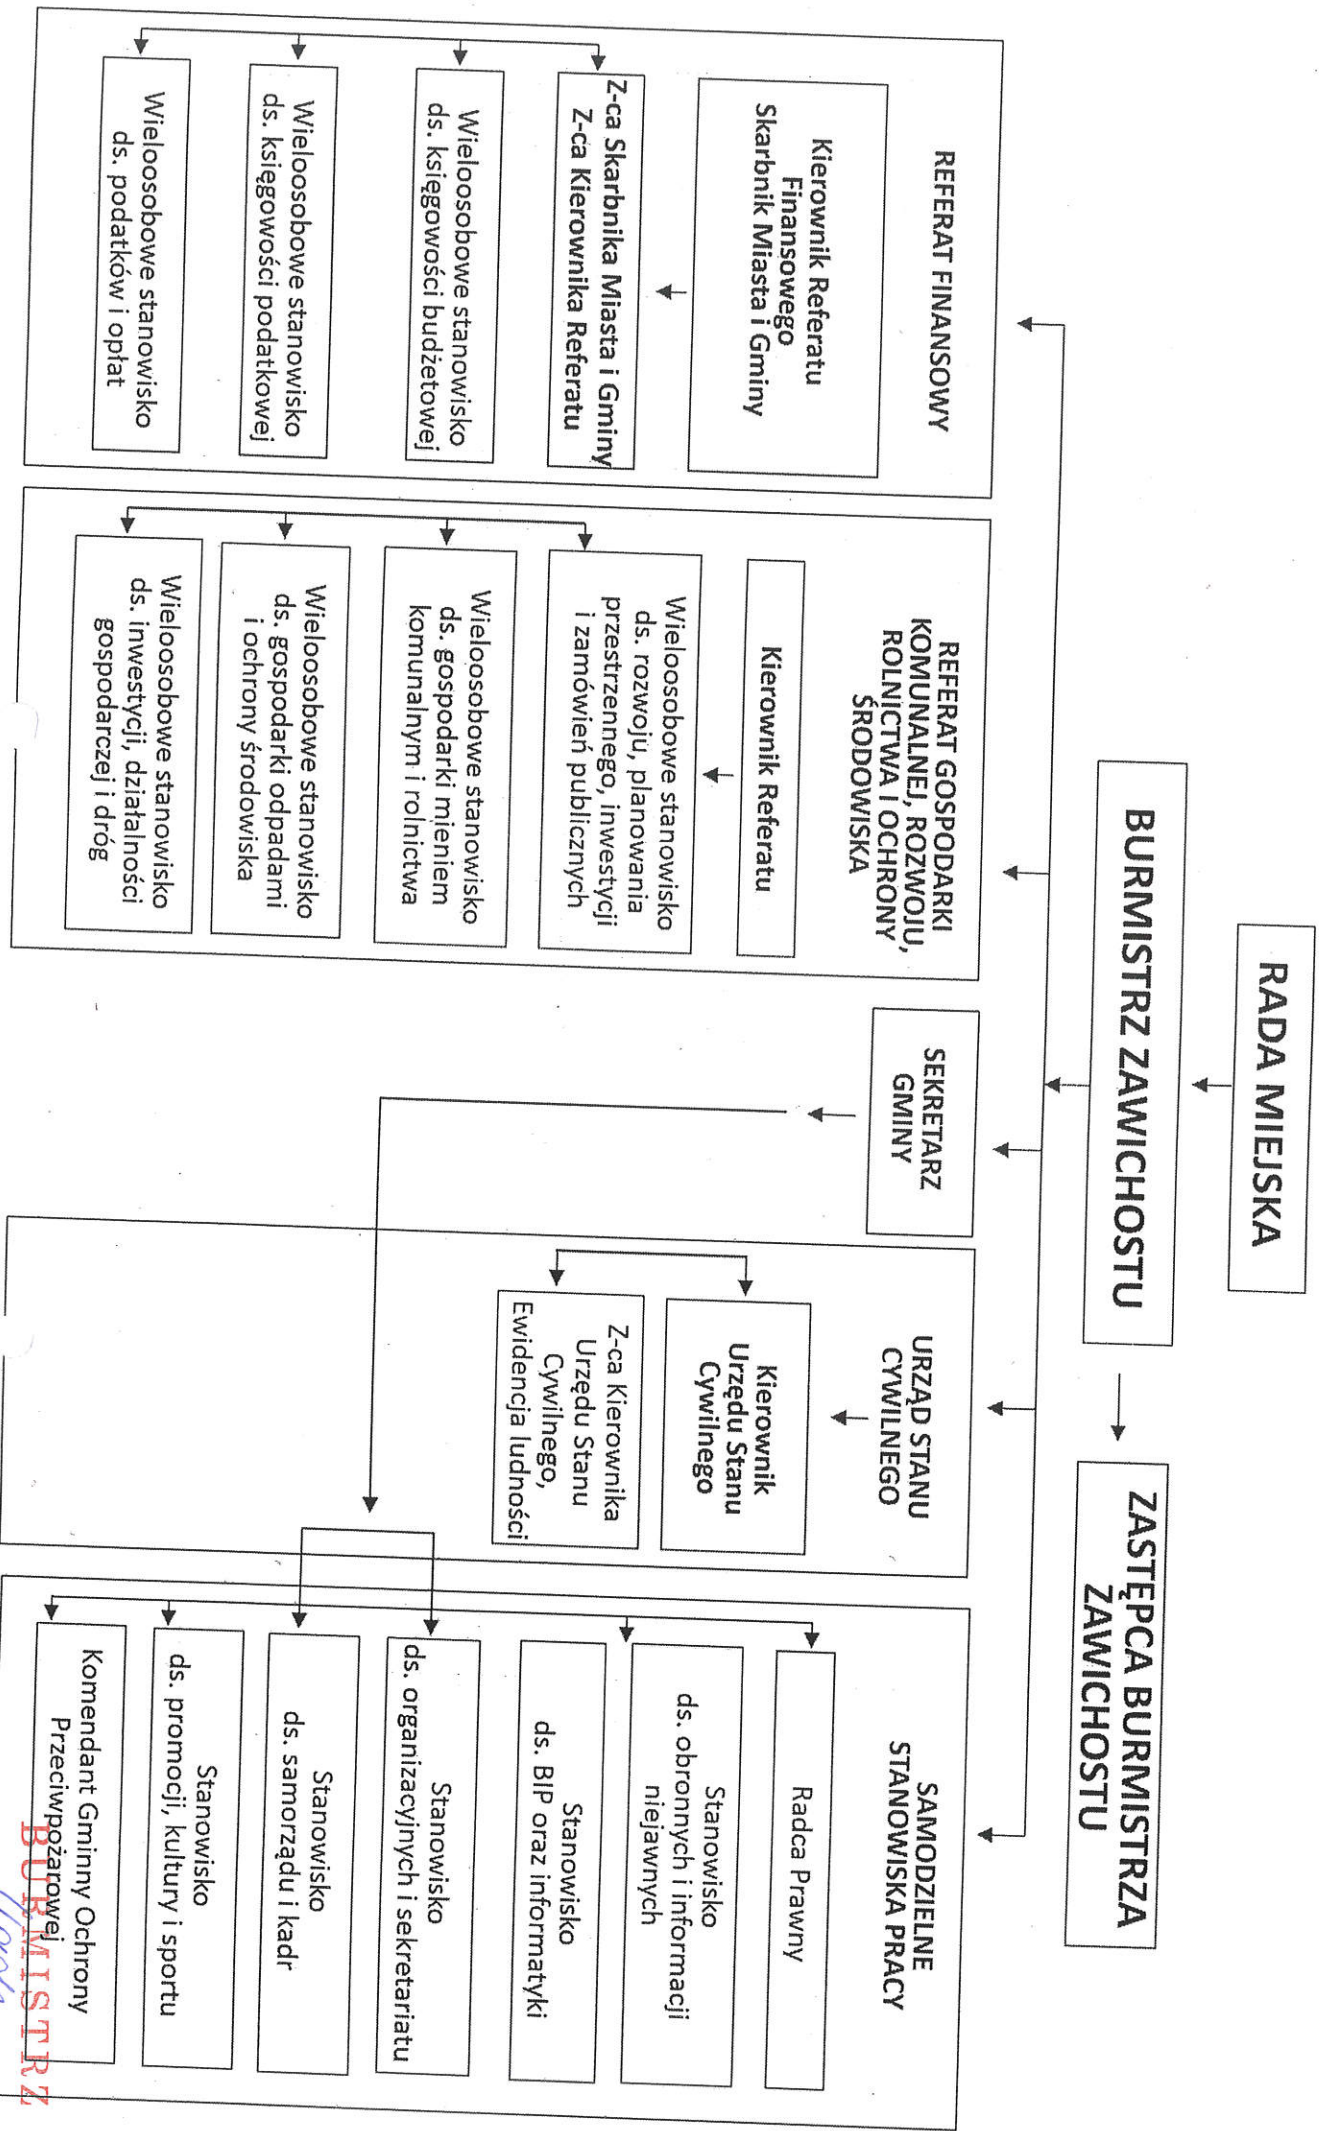 RADA MIEJSKA
BURMISTRZ ZAWICHOSTU
ZASTĘPCA BURMISTRZA
ZAWICHOSTU
REFERAT FINANSOWY
Kierownik Referatu
Finansowego
Skarbnik Miasta i Gminy
Z-ca Skarbnika Miasta i Gminy
Z-ca Kierownika Referatu
Wieloosobowe stanowisko
ds. księgowości budżetowej
Wieloosobowe stanowisko
ds. księgowości podatkowej
Wieloosobowe stanowisko
ds. podatków i opłat
REFERAT GOSPODARKI
KOMUNALNEJ, ROZWOJU,
ROLNICTWA I OCHRONY
ŚRODOWISKA
Kierownik Referatu
Wieloosobowe stanowisko
ds. rozwoju, planowania
przestrzennego, inwestycji
i zamówień publicznych
Wieloosobowe stanowisko
ds. gospodarki mieniem
komunalnym i rolnictwa
Wieloosobowe stanowisko
ds. gospodarki odpadami
i ochrony środowiska
Wieloosobowe stanowisko
ds. inwestycji, działalności
gospodarczej i dróg
SEKRETARZ
GMINY
URZĄD STANU
CYWILNEGO
Kierownik
Urzędu Stanu
Cywilnego
Z-ca Kierownika
Urzędu Stanu
Cywilnego,
Ewidencja ludności
SAMODZIELNE
STANOWISKA PRACY
Radca Prawny
Stanowisko
ds. obronnych i informacji
niejawnych
Stanowisko
ds. BIP oraz informatyki
Stanowisko
ds. organizacyjnych i sekretariatu
Stanowisko
ds. samorządu i kadr
Stanowisko
ds. promocji, kultury i sportu
Komendant Gminny Ochrony
Przeciwpożarowej
BURMISTRZ